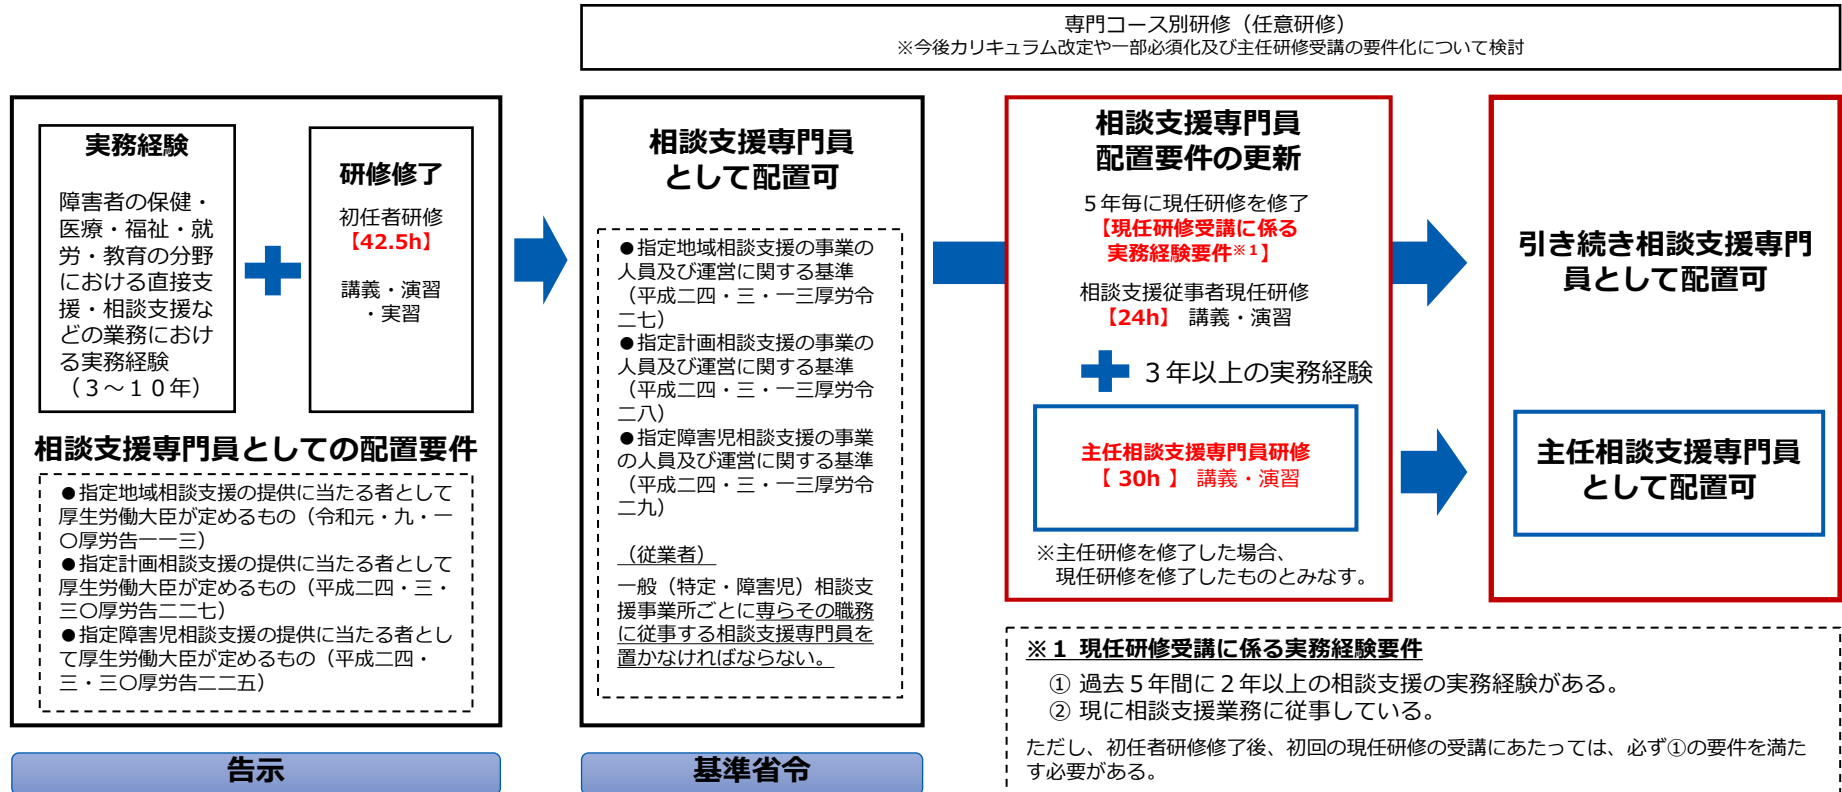 専門コース別研修（任意研修）
※今後カリキュラム改定や一部必須化及び主任研修受講の要件化について検討
実務経験
障害者の保健・
医療・福祉・就
労・教育の分野
における直接支
援・相談支援な
どの業務におけ
る実務経験
（３～１０年）
研修修了
初任者研修
【42.5h】
講義・演習
・実習
相談支援専門員としての配置要件
●指定地域相談支援の提供に当たる者として
厚生労働大臣が定めるもの（令和元・九・一
〇厚労告一一三）
●指定計画相談支援の提供に当たる者として
厚生労働大臣が定めるもの（平成二四・三・
三〇厚労告二二七）
●指定障害児相談支援の提供に当たる者とし
て厚生労働大臣が定めるもの（平成二四・
三・三〇厚労告二二五）
告示
相談支援専門員
として配置可
●指定地域相談支援の事業の
人員及び運営に関する基準
（平成二四・三・一三厚労令
二七）
●指定計画相談支援の事業の
人員及び運営に関する基準
（平成二四・三・一三厚労令
二八）
●指定障害児相談支援の事業
の人員及び運営に関する基準
（平成二四・三・一三厚労令
二九）
（従業者）
一般（特定・障害児）相談支
援事業所ごとに専らその職務
に従事する相談支援専門員を
置かなければならない。
基準省令
相談支援専門員
配置要件の更新
５年毎に現任研修を修了
【現任研修受講に係る
実務経験要件※1】
相談支援従事者現任研修
【24h】 講義・演習
３年以上の実務経験
主任相談支援専門員研修
【 30h 】 講義・演習
※主任研修を修了した場合、
現任研修を修了したものとみなす。
引き続き相談支援専門
員として配置可
主任相談支援専門員
として配置可
※１ 現任研修受講に係る実務経験要件
① 過去５年間に２年以上の相談支援の実務経験がある。
② 現に相談支援業務に従事している。
ただし、初任者研修修了後、初回の現任研修の受講にあたっては、必ず①の要件を満た
す必要がある。